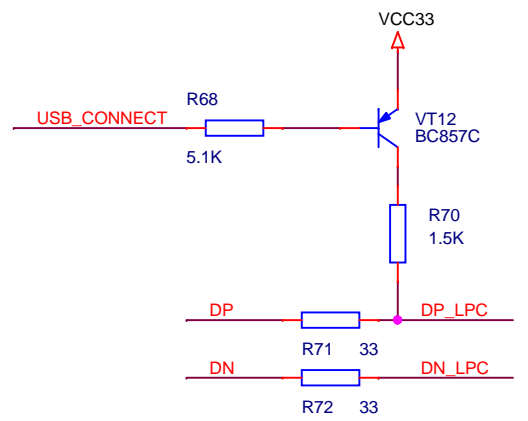 VCC33
R68
USB_CONNECT
VT12
BC857C
5.1K
R70
1.5K
DP
DP_LPC
R71 33
DN
DN_LPC
R72 33